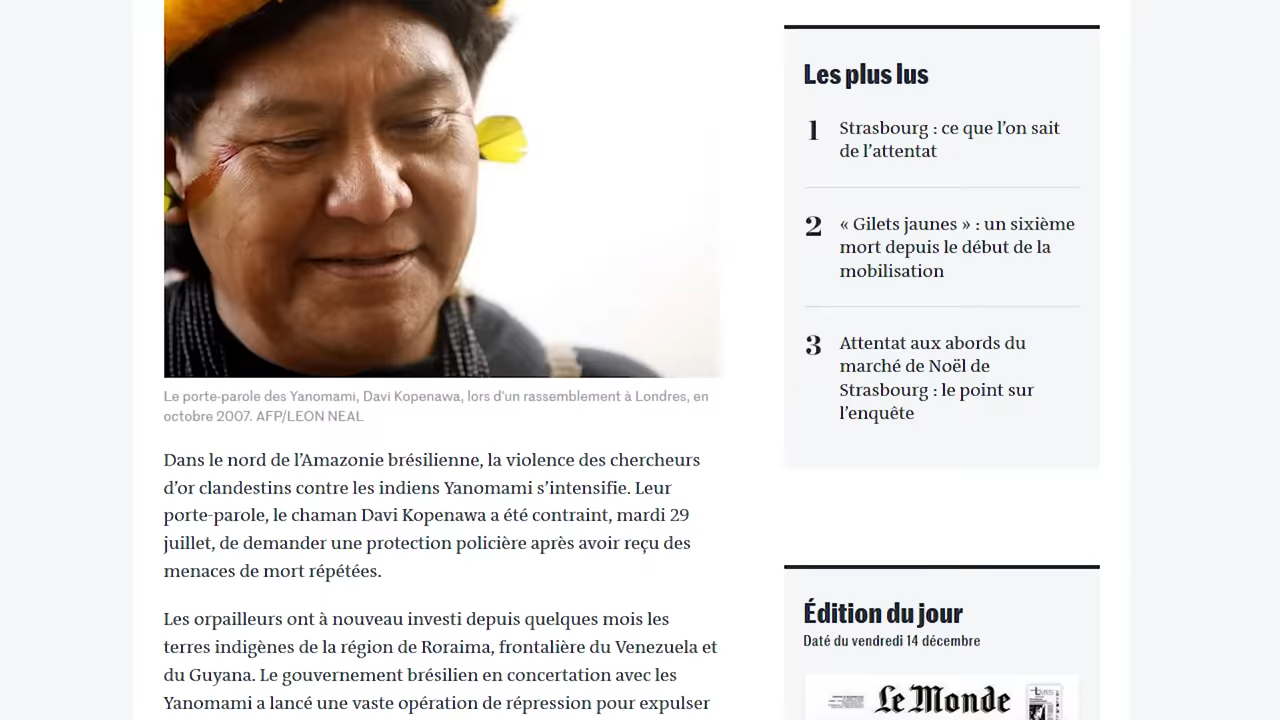 Le porte-parole des Yanomami, Davi Kopenawa, lors d'un rassemblement à Londres, en
octobre 2007. AFP/LEON NEAL
Dans le nord de l’Amazonie brésilienne, la violence des chercheurs
d’or clandestins contre les indiens Yanomami s’intensifie. Leur
porte-parole, le chaman Davi Kopenawa a été contraint, mardi 29
juillet, de demander une protection policière après avoir reçu des
menaces de mort répétées.
Les orpailleurs ont à nouveau investi depuis quelques mois les
terres indigènes de la région de Roraima, frontalière du Venezuela et
du Guyana. Le gouvernement brésilien en concertation avec les
Yanomami a lancé une vaste opération de répression pour expulser
Les plus lus
1 Strasbourg : ce que l’on sait
de l’attentat
2 « Gilets jaunes » : un sixième
mort depuis le début de la
mobilisation
3 Attentat aux abords du
marché de Noël de
Strasbourg : le point sur
l’enquête
Édition du jour
Daté du vendredi 14 décembre
Le Monde